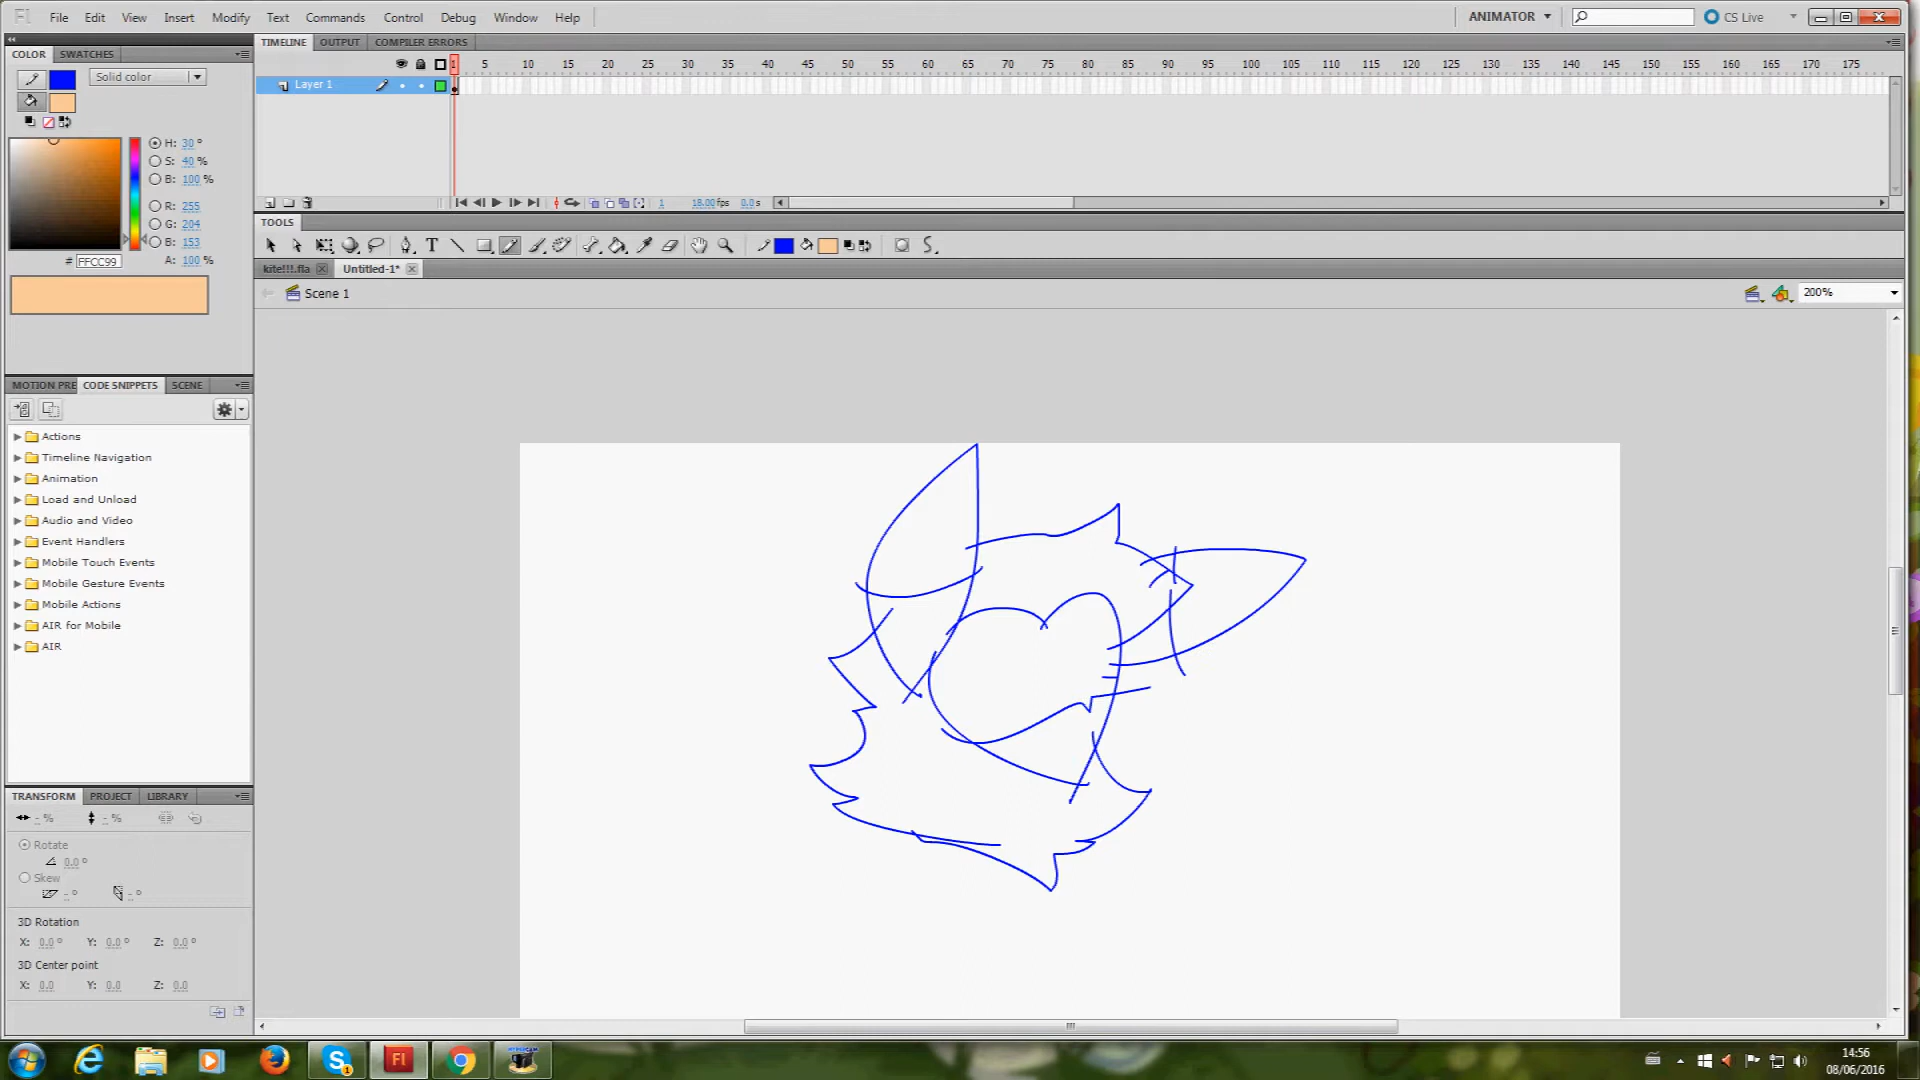 Fl File Edit View Insert Modify Text Commands Control Debug Window Help ANIMATOR CS Live
COLOR SWATCHES
Solid color
H: 30 °
S: 40 %
B: 100 %
R: 255
G: 204
B: 153
# FFCC99 A: 100 %
TIMELINE OUTPUT COMPILER ERRORS
1 5 10 15 20 25 30 35 40 45 50 55 60 65 70 75 80 85 90 95 100 105 110 115 120 125 130 135 140 145 150 155 160 165 170 175
Layer 1
1 18.00fps 0.0s
TOOLS
T
kite!!!.fla Untitled-1*
Scene 1 200%
MOTION PRE CODE SNIPPETS SCENE
Actions
Timeline Navigation
Animation
Load and Unload
Audio and Video
Event Handlers
Mobile Touch Events
Mobile Gesture Events
Mobile Actions
AIR for Mobile
AIR
TRANSFORM PROJECT LIBRARY
- % - %
Rotate
0.0 °
Skew
- ° - °
3D Rotation
X: 0.0 ° Y: 0.0 ° Z: 0.0 °
3D Center point
X: 0.0 Y: 0.0 Z: 0.0
Fl
14:56
08/06/2016